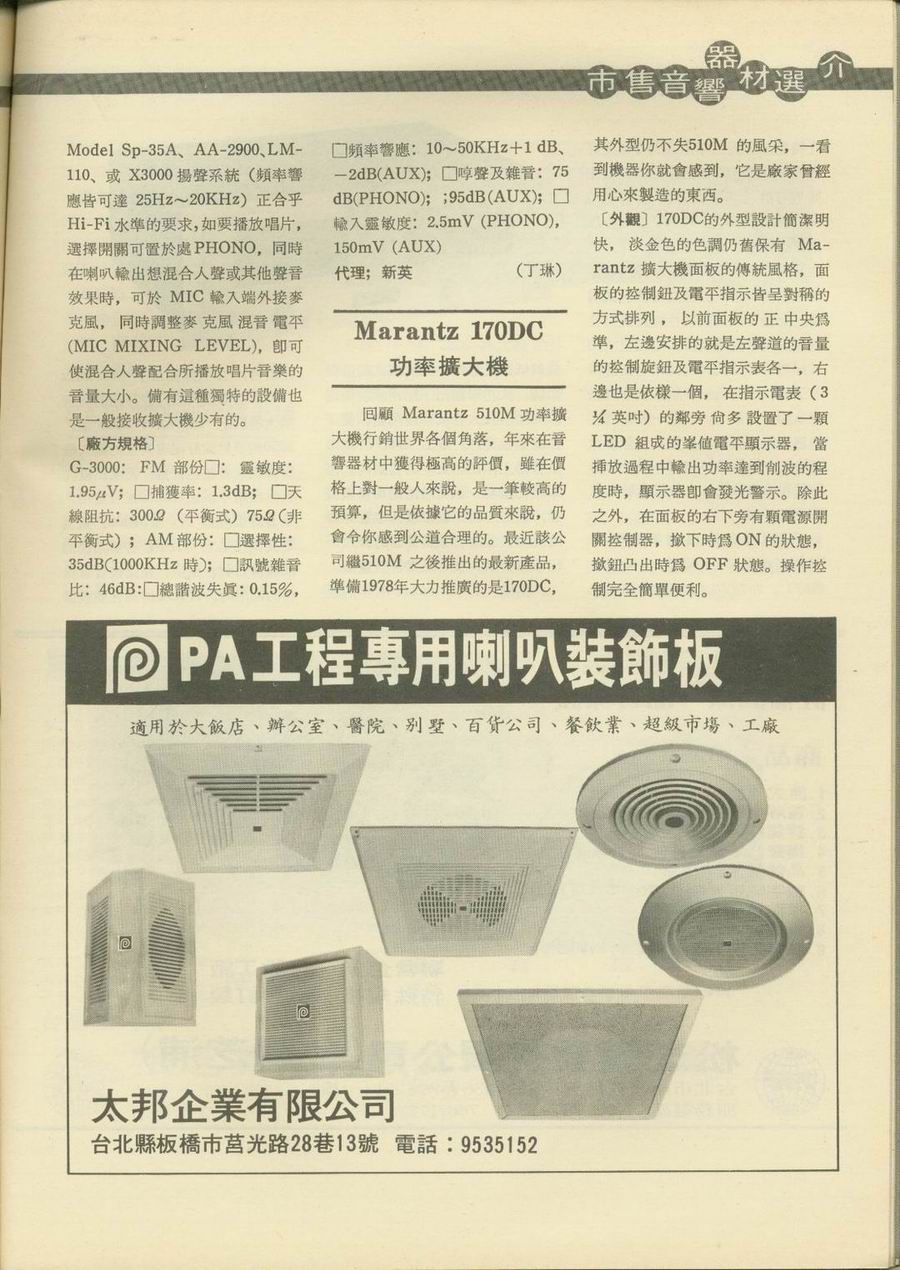 市售音響器材選介
Model Sp-35A、AA-2900、LM-
110、或 X3000 揚聲系統（頻率響
應皆可達 25Hz～20KHz）正合乎
Hi-Fi 水準的要求，如要播放唱片，
選擇開關可置於處PHONO，同時
在喇叭輸出想混合人聲或其他聲音
效果時，可於 MIC 輸入端外接麥
克風，同時調整麥克風混音電平
(MIC MIXING LEVEL)，卽可
使混合人聲配合所播放唱片音樂的
音量大小。備有這種獨特的設備也
是一般接收擴大機少有的。
〔廠方規格〕
G-3000：FM 部份□：靈敏度：
1.95μV；□捕獲率：1.3dB；□天
線阻抗：300Ω（平衡式）75Ω（非
平衡式）；AM部份：□選擇性：
35dB(1000KHz 時)；□訊號雜音
比：46dB:□總諧波失眞：0.15%，
□頻率響應：10～50KHz+1 dB、
—2dB(AUX)；□哼聲及雜音：75
dB(PHONO)；;95dB(AUX)；□
輸入靈敏度：2.5mV (PHONO)，
150mV (AUX)
代理；新英 （丁琳）
Marantz 170DC
功率擴大機
回顧 Marantz 510M 功率擴
大機行銷世界各個角落，年來在音
響器材中獲得極高的評價，雖在價
格上對一般人來說，是一筆較高的
預算，但是依據它的品質來說，仍
會令你感到公道合理的。最近該公
司繼510M 之後推出的最新產品，
準備1978年大力推廣的是170DC，
其外型仍不失510M 的風采，一看
到機器你就會感到，它是廠家曾經
用心來製造的東西。
〔外觀〕170DC的外型設計簡潔明
快，淡金色的色調仍舊保有 Ma-
rantz 擴大機面板的傳統風格，面
板的控制鈕及電平指示皆呈對稱的
方式排列，以前面板的正中央爲
準，左邊安排的就是左聲道的音量
的控制旋鈕及電平指示表各一，右
邊也是依樣一個，在指示電表（3
¼ 英吋）的鄰旁尙多設置了一顆
LED 組成的峯値電平顯示器，當
揷放過程中輸出功率達到削波的程
度時，顯示器卽會發光警示。除此
之外，在面板的右下旁有顆電源開
關控制器，撳下時爲ON的狀態，
撳鈕凸出時爲 OFF 狀態。操作控
制完全簡單便利。
PA工程專用喇叭裝飾板
適用於大飯店、辦公室、醫院、別墅、百貨公司、餐飲業、超級市場、工廠
太邦企業有限公司
台北縣板橋市莒光路28巷13號 電話：9535152